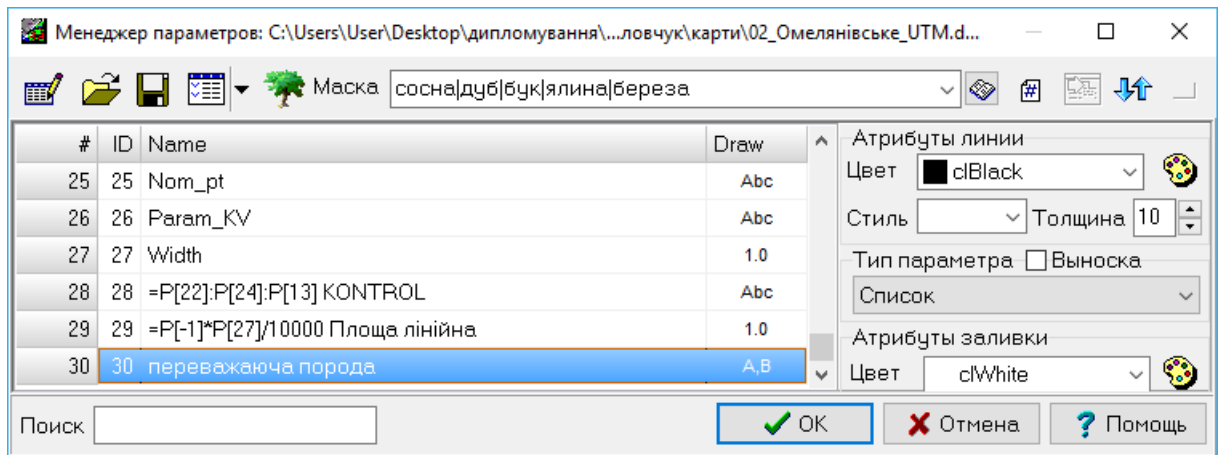 Менеджер параметров: C:\Users\User\Desktop\дипломування\...ловчук\карти\02_Омелянівське_UTM.d...
Маска сосна|дуб|бук|ялина|береза
# ID Name Draw
25 25 Nom_pt Abc
26 26 Param_KV Abc
27 27 Width 1.0
28 28 =P[22]:P[24]:P[13] KONTROL Abc
29 29 =P[-1]*P[27]/10000 Площа лінійна 1.0
30 30 переважаюча порода A,B
Атрибуты линии
Цвет clBlack
Стиль Толщина 10
Тип параметра Выноска
Список
Атрибуты заливки
Цвет clWhite
Поиск OK Отмена Помощь